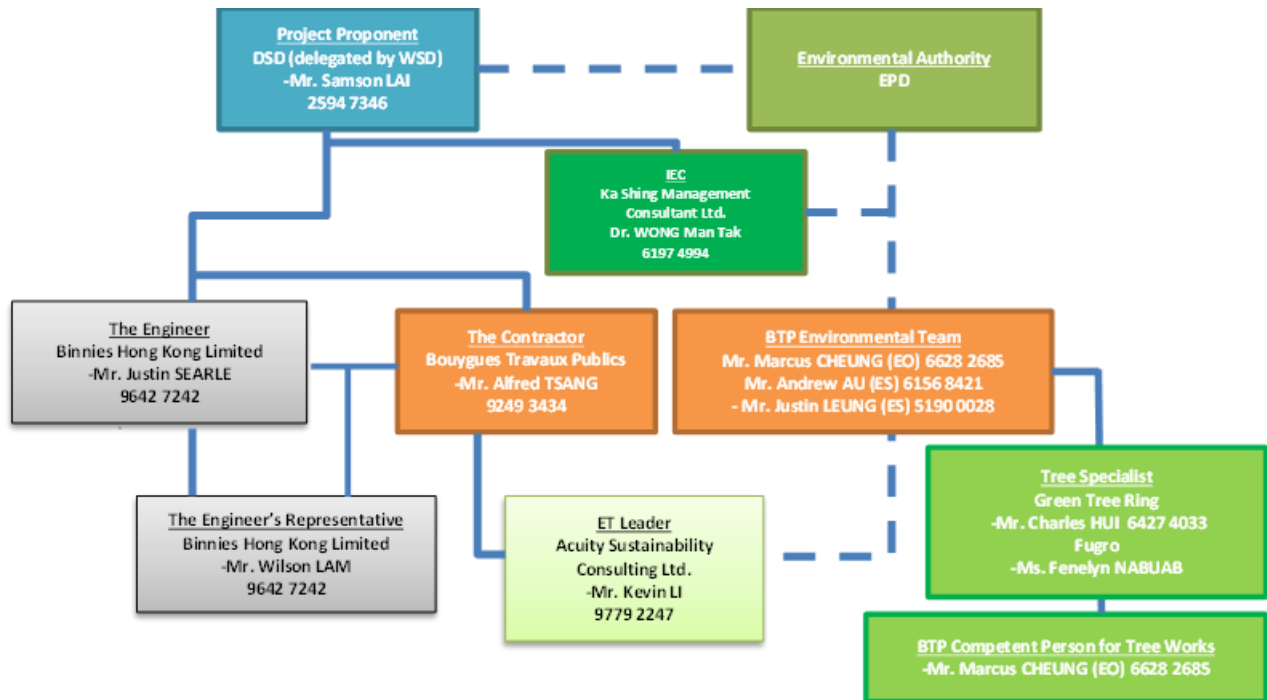 Project Proponent
DSD (delegated by WSD)
-Mr. Samson LAI
2594 7346
Environmental Authority
EPD
IEC
Ka Shing Management
Consultant Ltd.
Dr. WONG Man Tak
6197 4994
The Engineer
Binnies Hong Kong Limited
-Mr. Justin SEARLE
9642 7242
The Contractor
Bouygues Travaux Publics
-Mr. Alfred TSANG
9249 3434
BTP Environmental Team
Mr. Marcus CHEUNG (EO) 6628 2685
Mr. Andrew AU (ES) 6156 8421
- Mr. Justin LEUNG (ES) 5190 0028
The Engineer's Representative
Binnies Hong Kong Limited
-Mr. Wilson LAM
9642 7242
ET Leader
Acuity Sustainability
Consulting Ltd.
-Mr. Kevin LI
9779 2247
Tree Specialist
Green Tree Ring
-Mr. Charles HUI 6427 4033
Fugro
-Ms. Fenelyn NABUAB
BTP Competent Person for Tree Works
-Mr. Marcus CHEUNG (EO) 6628 2685